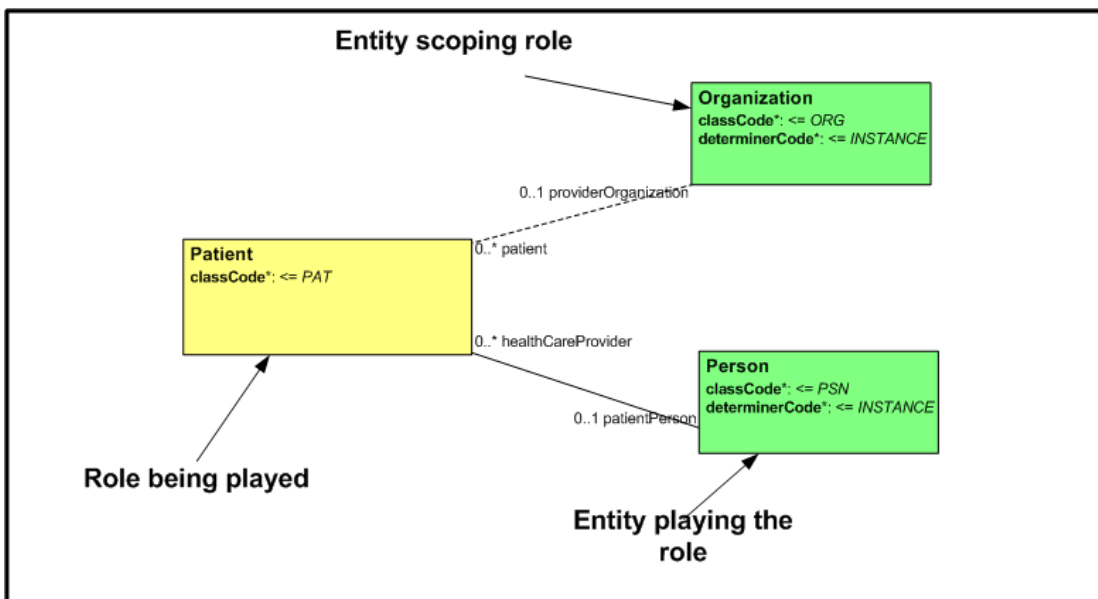 Entity scoping role
Organization
classCode*: <= ORG
determinerCode*: <= INSTANCE
0..1 providerOrganization
0..* patient
Patient
classCode*: <= PAT
0..* healthCareProvider
Person
classCode*: <= PSN
determinerCode*: <= INSTANCE
0..1 patientPerson
Role being played
Entity playing the
role